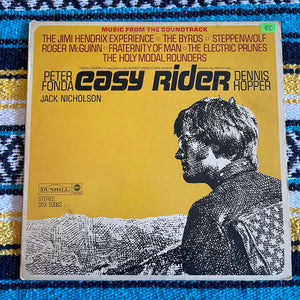 MUSIC FROM THE SOUNDTRACK
THE JIMI HENDRIX EXPERIENCE • THE BYRDS • STEPPENWOLF
ROGER McGUINN • FRATERNITY OF MAN • THE ELECTRIC PRUNES
THE HOLY MODAL ROUNDERS
PETER FONDA
easy rider
DENNIS HOPPER
JACK NICHOLSON
DUNHILL
abc
STEREO
DSX 50063